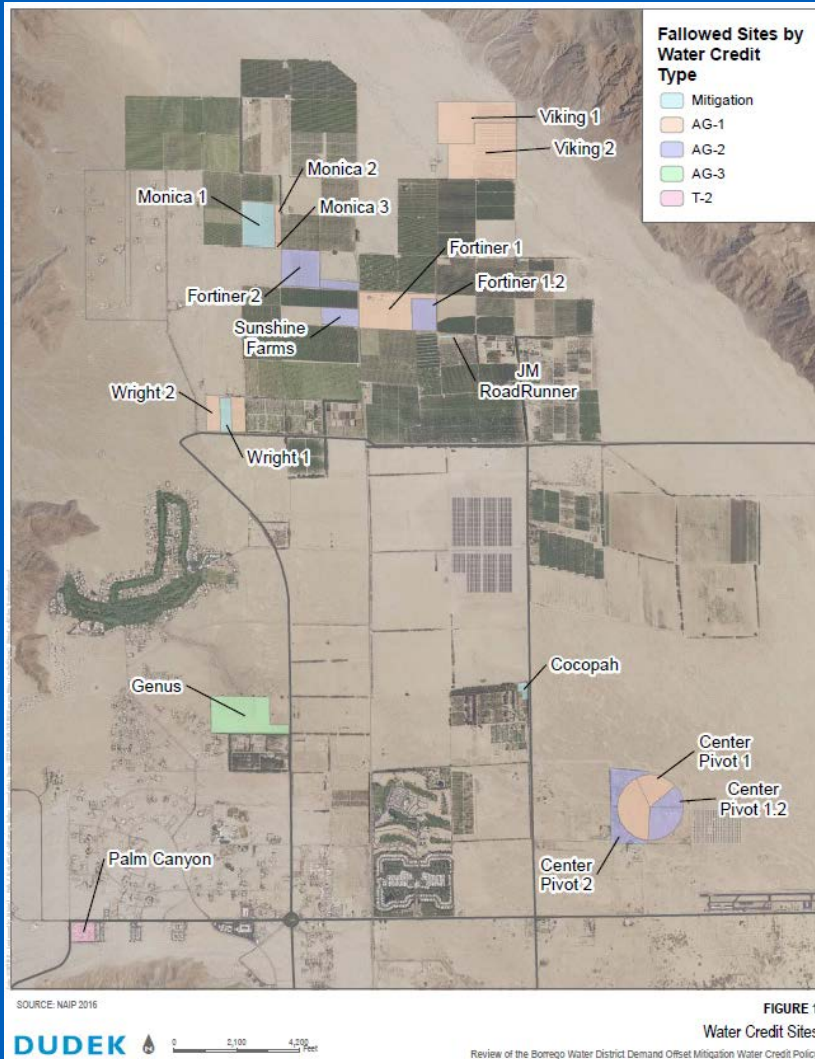 Fallowed Sites by
Water Credit
Type
Mitigation
AG-1
AG-2
AG-3
T-2
Viking 1
Viking 2
Monica 2
Monica 1
Monica 3
Fortiner 1
Fortiner 1.2
Fortiner 2
Sunshine
Farms
JM
RoadRunner
Wright 2
Wright 1
Cocopah
Genus
Center
Pivot 1
Center
Pivot 1.2
Center
Pivot 2
Palm Canyon
SOURCE: NAIP 2016
FIGURE 1
Water Credit Sites
DUDEK
0 2,100 4,200
Feet
Review of the Borrego Water District Demand Offset Mitigation Water Credit Polic